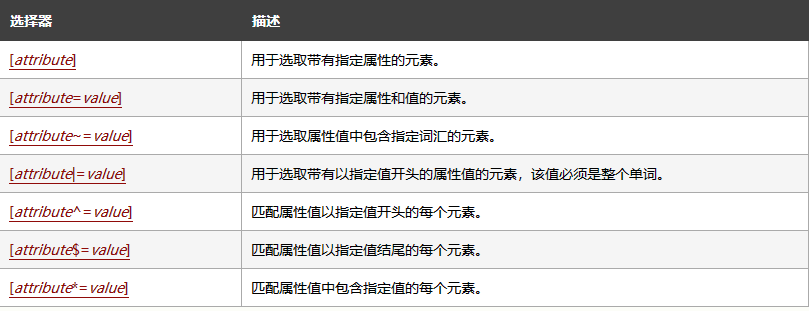 选择器 描述
[attribute] 用于选取带有指定属性的元素。
[attribute=value] 用于选取带有指定属性和值的元素。
[attribute~=value] 用于选取属性值中包含指定词汇的元素。
[attribute|=value] 用于选取带有以指定值开头的属性值的元素，该值必须是整个单词。
[attribute^=value] 匹配属性值以指定值开头的每个元素。
[attribute$=value] 匹配属性值以指定值结尾的每个元素。
[attribute*=value] 匹配属性值中包含指定值的每个元素。